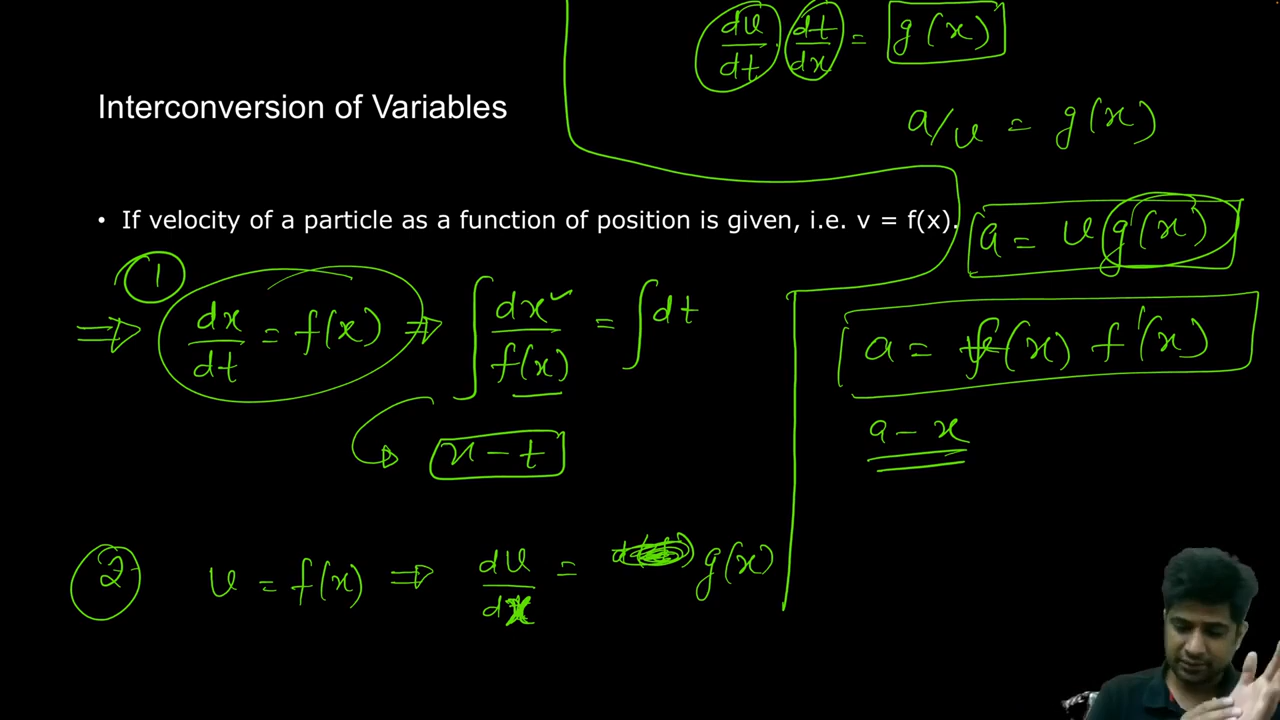 Interconversion of Variables
• If velocity of a particle as a function of position is given, i.e. v = f(x).
① ⇒ dx/dt = f(x) ⇒ ∫ dx/f(x) = ∫ dt
x - t
② v = f(x) ⇒ dv/dx = g(x)
dv/dt · dt/dx = g(x)
a/v = g(x)
a = v g(x)
a = f(x) f'(x)
a - x